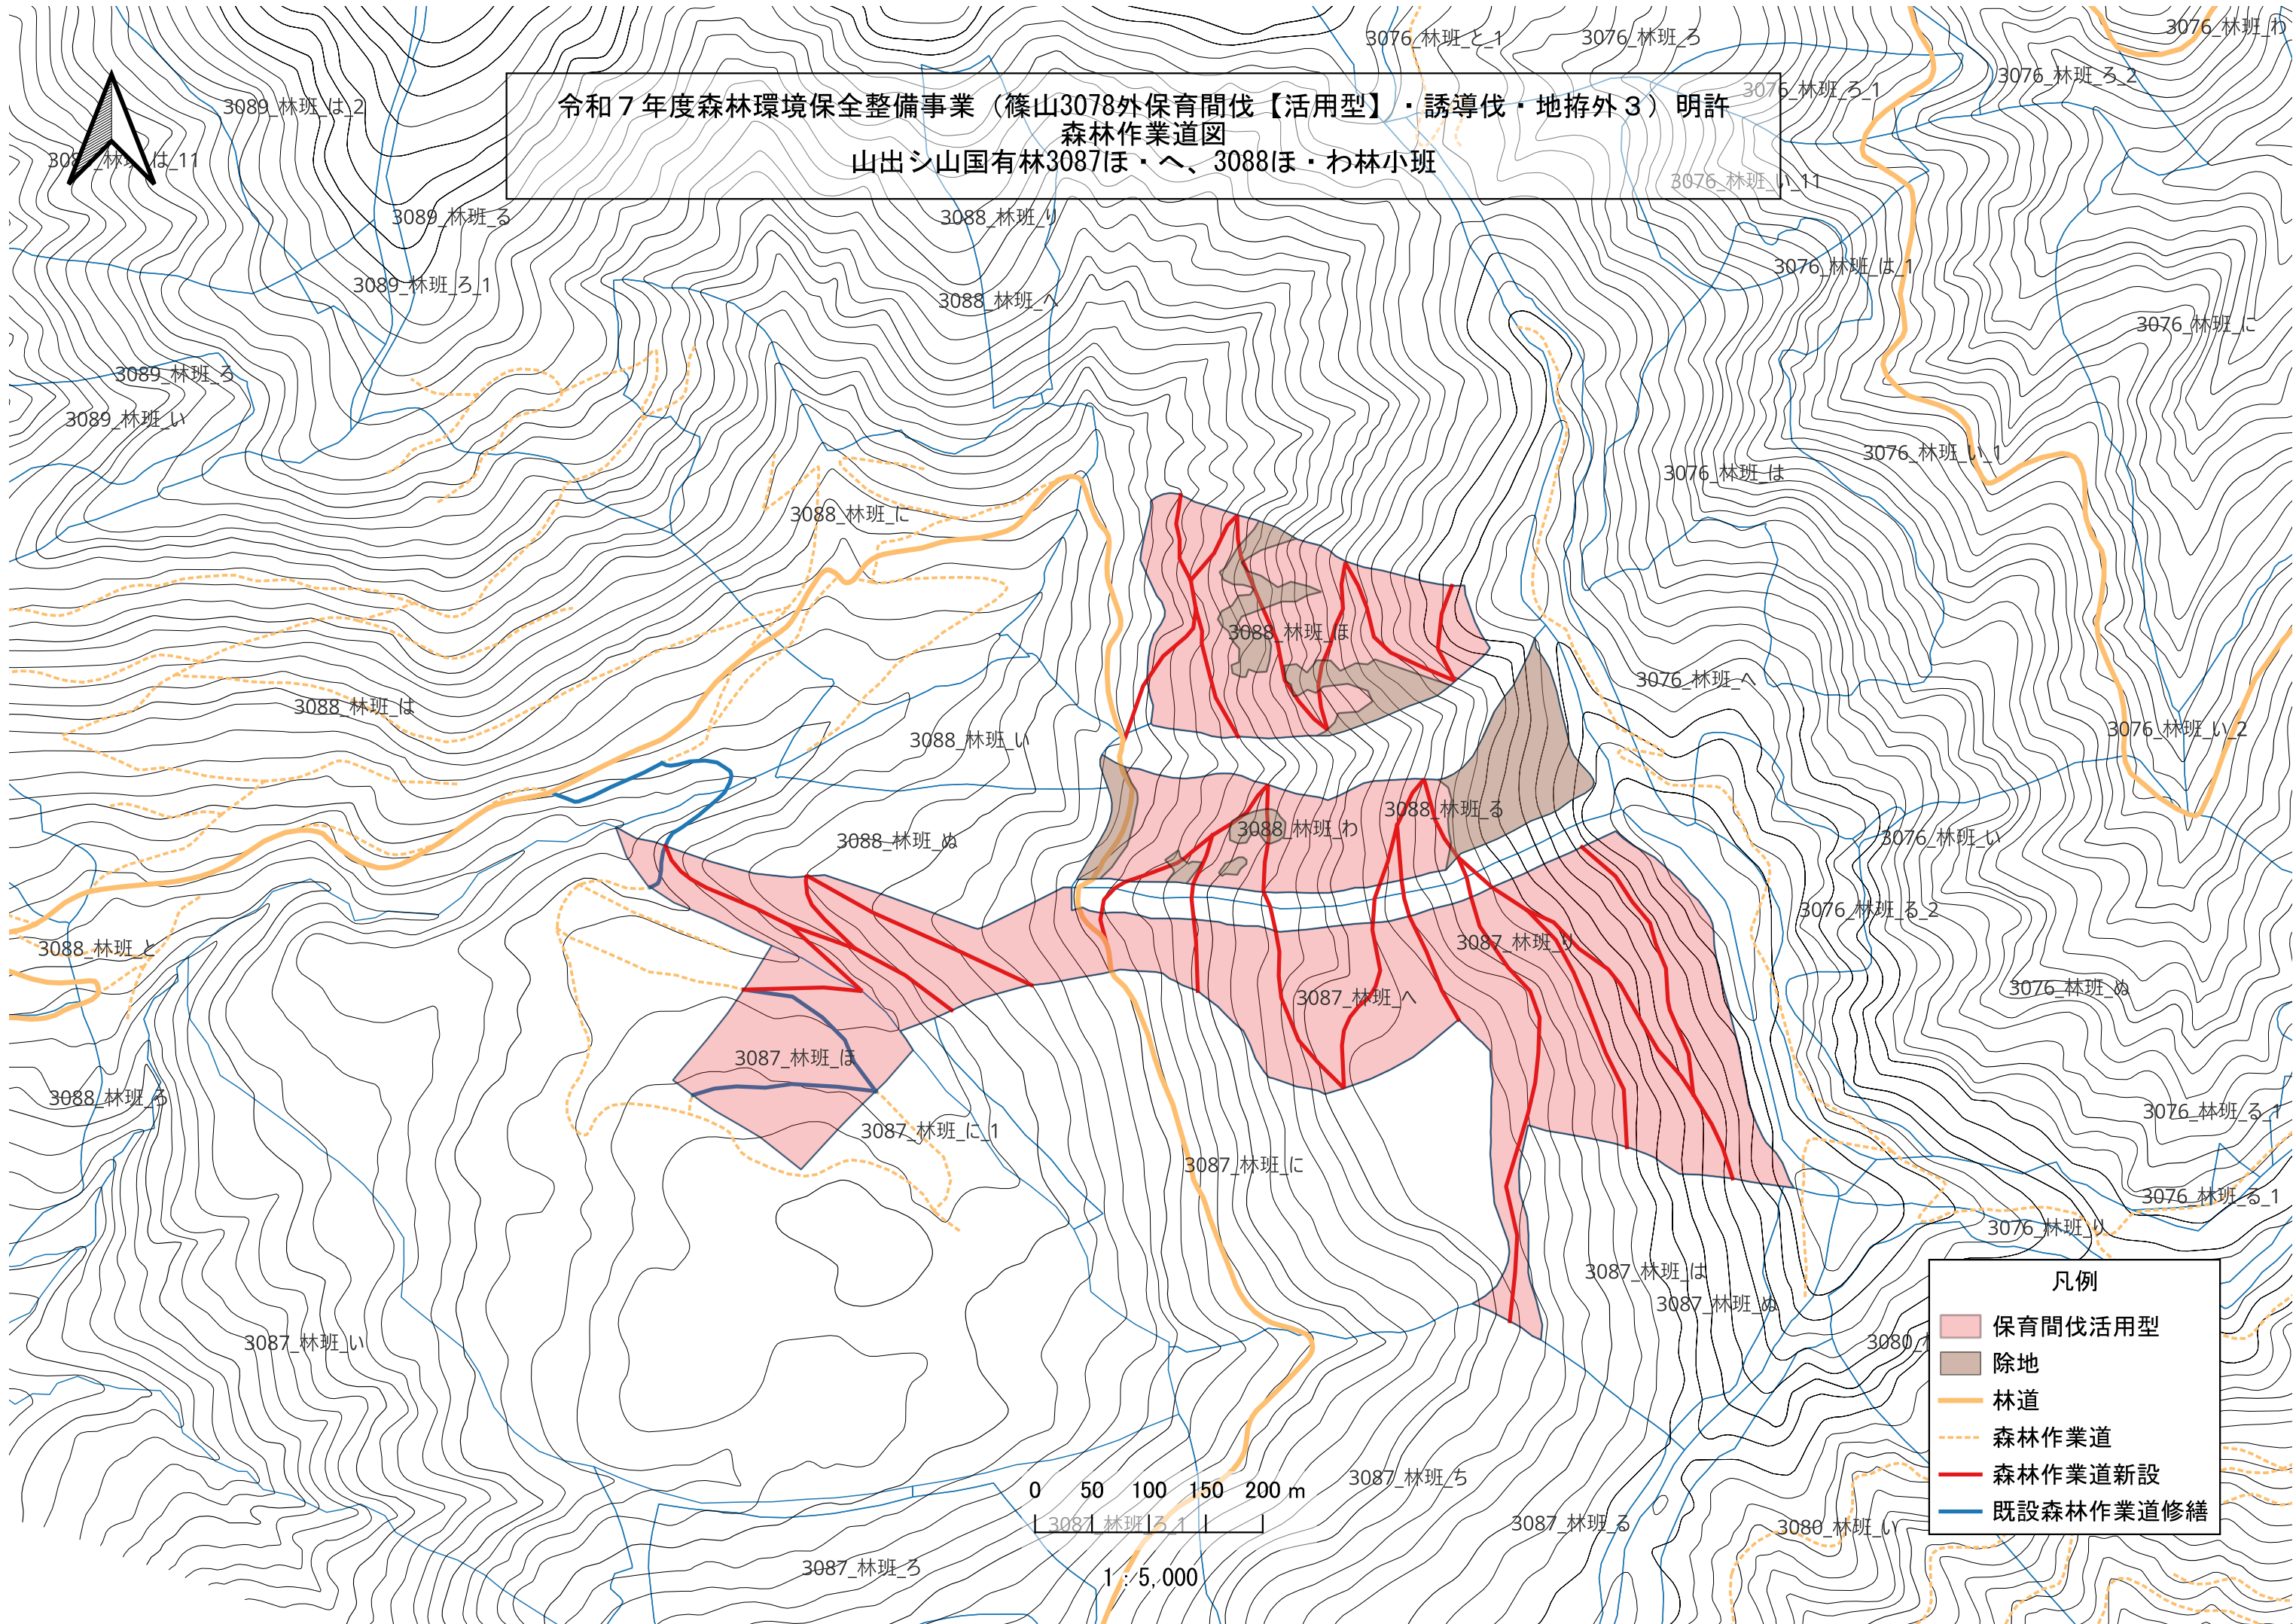 令和７年度森林環境保全整備事業（篠山3078外保育間伐【活用型】・誘導伐・地拵外３）明許
森林作業道図
山出シ山国有林3087ほ・へ、3088ほ・わ林小班
3076_林班_と_1
3076_林班_ろ
3076_林班_わ
3076_林班_ろ_2
3076_林班_ろ_1
3089_林班_は_2
3076_林班_い_11
3089_林班_る
3088_林班_り
3076_林班_は_1
3089_林班_ろ_1
3088_林班_へ
3076_林班_に
3089_林班_ろ
3089_林班_い
3076_林班_い_1
3076_林班_は
3088_林班_に
3088_林班_ほ
3076_林班_へ
3088_林班_は
3076_林班_い_2
3088_林班_い
3088_林班_る
3088_林班_わ
3088_林班_ぬ
3076_林班_い
3076_林班_る_2
3087_林班_り
3088_林班_と
3076_林班_ぬ
3087_林班_へ
3087_林班_ほ
3088_林班_ろ
3076_林班_る_1
3087_林班_に_1
3087_林班_に
3076_林班_る_1
3076_林班_り
3087_林班_は
3087_林班_ぬ
3087_林班_い
3080_
3087_林班_ち
3087_林班_る
3080_林班_い
3087_林班_ろ_1
3087_林班_ろ
凡例
保育間伐活用型
除地
林道
森林作業道
森林作業道新設
既設森林作業道修繕
0 50 100 150 200 m
1：5,000